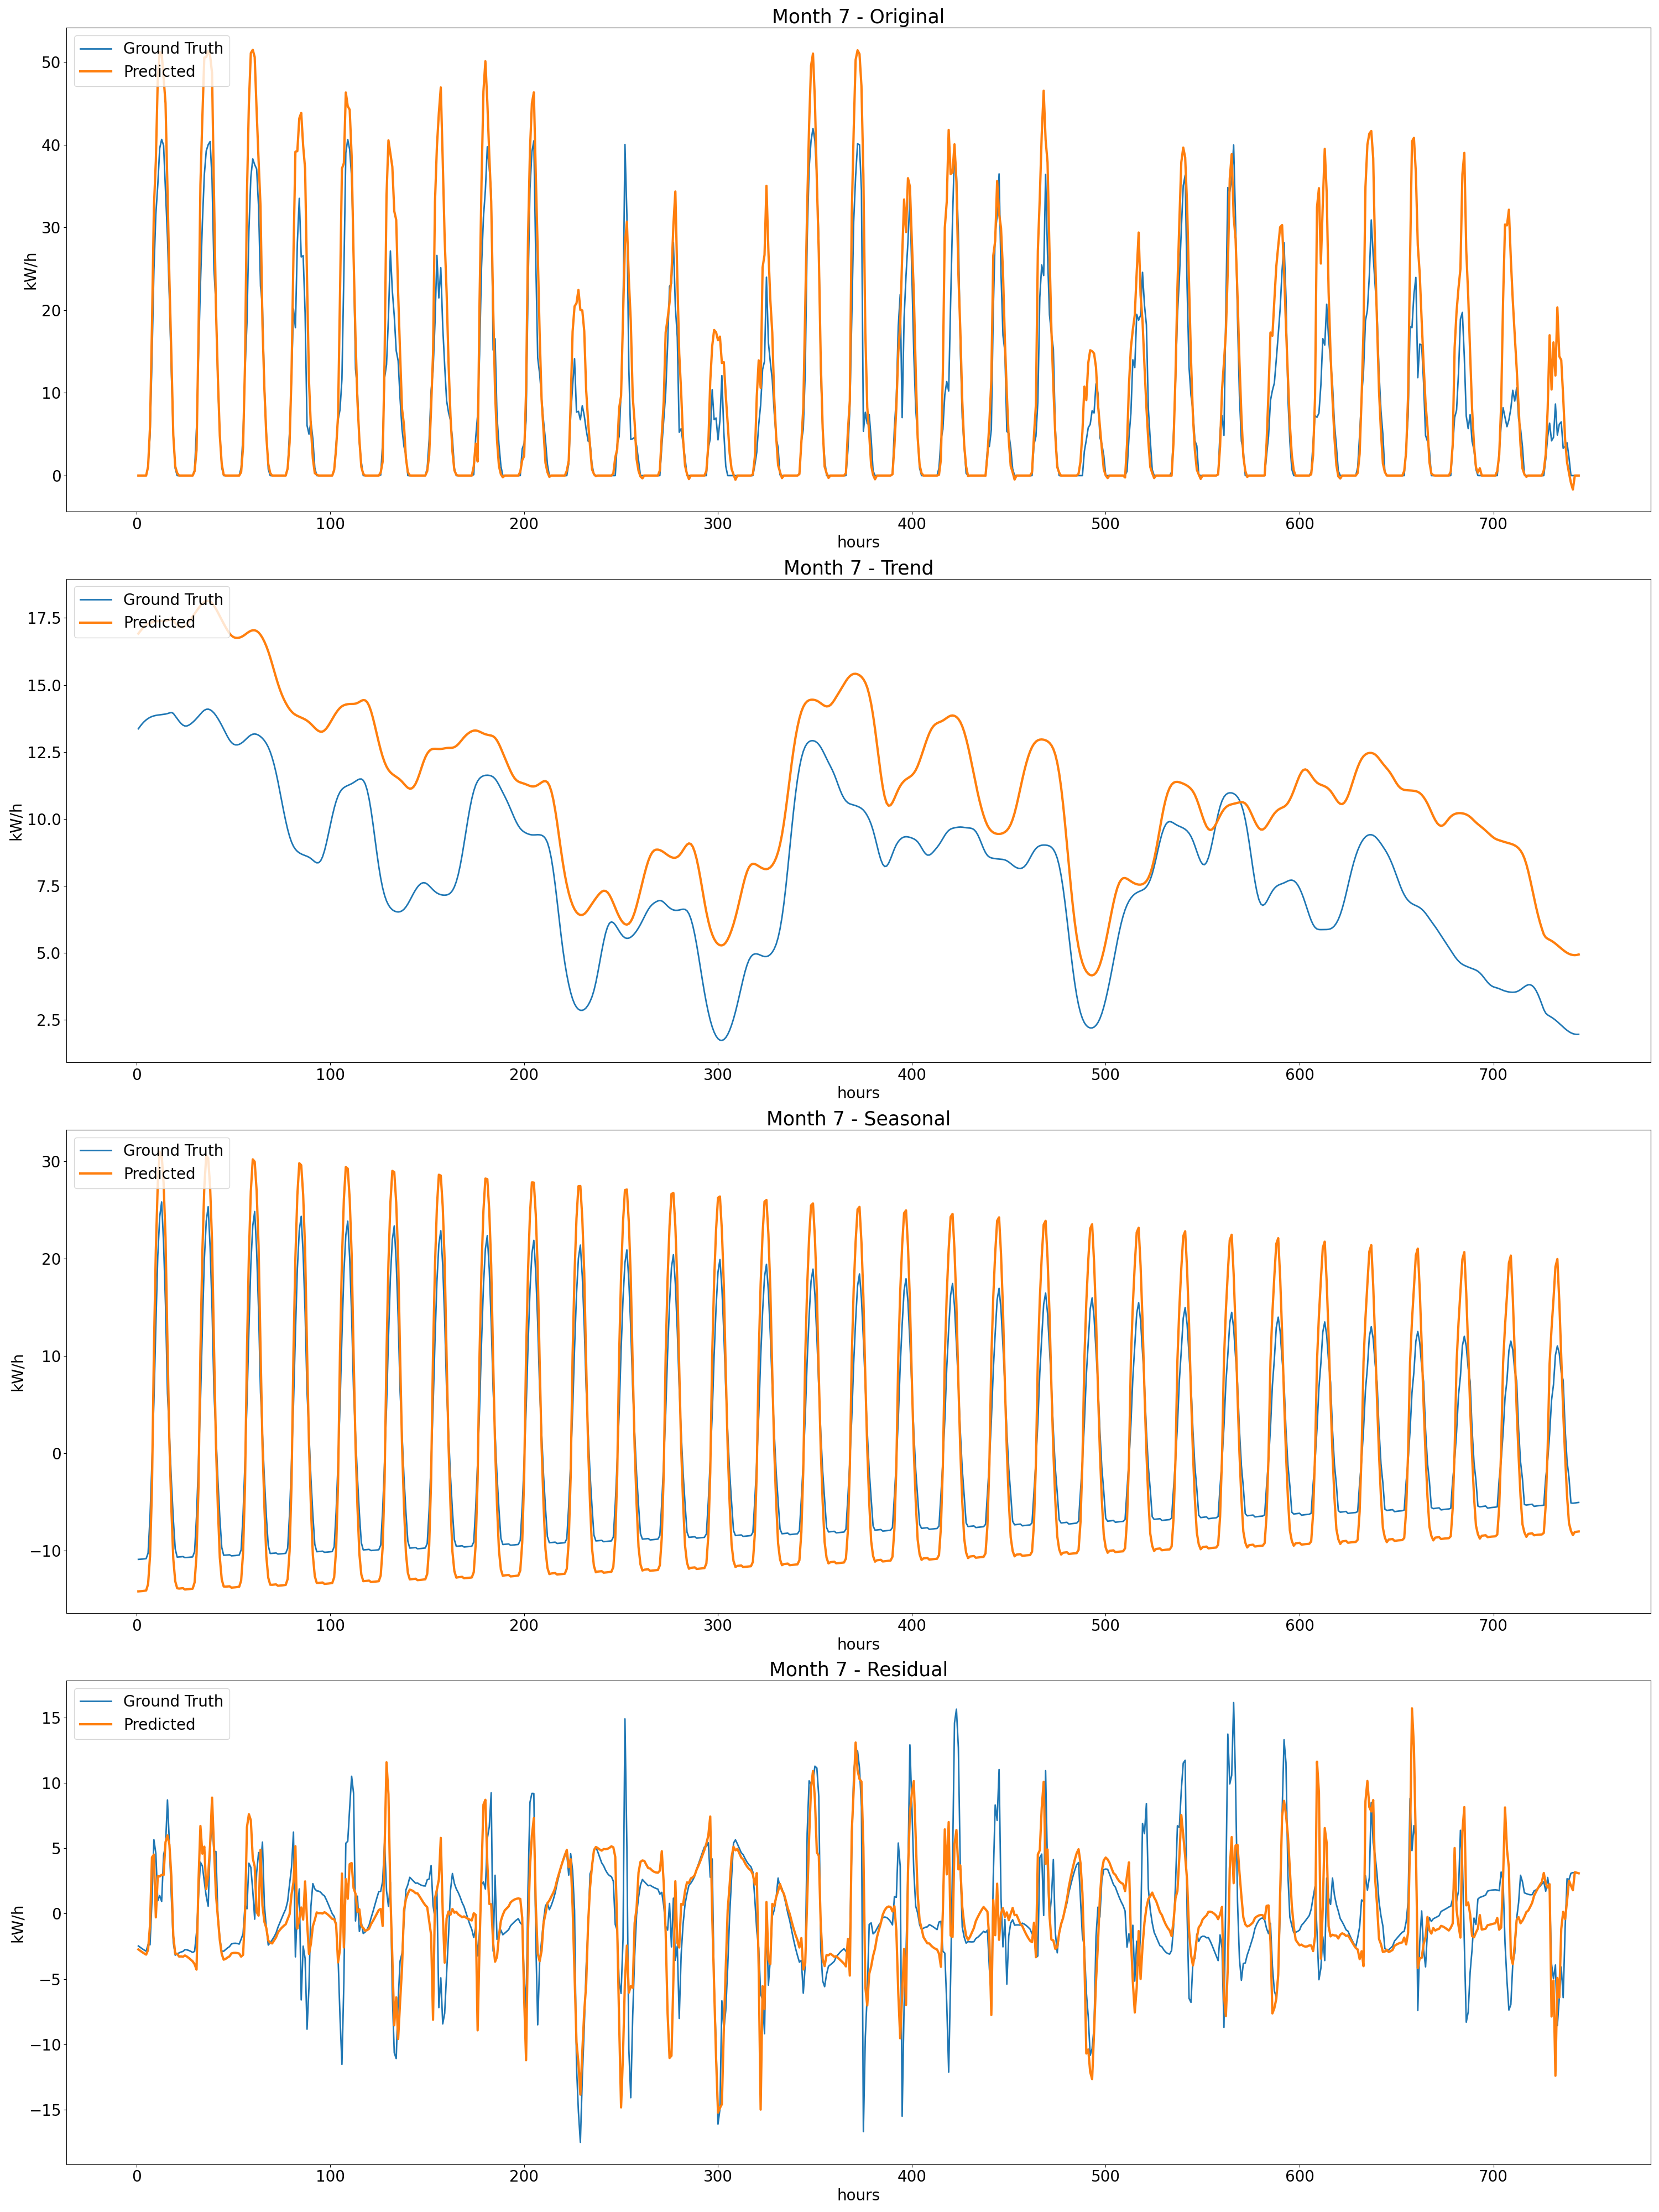 Month 7 - Original
Ground Truth
Predicted
50
40
30
20
10
0
kW/h
0 100 200 300 400 500 600 700
hours
Month 7 - Trend
Ground Truth
Predicted
17.5
15.0
12.5
10.0
7.5
5.0
2.5
kW/h
0 100 200 300 400 500 600 700
hours
Month 7 - Seasonal
Ground Truth
Predicted
30
20
10
0
−10
kW/h
0 100 200 300 400 500 600 700
hours
Month 7 - Residual
Ground Truth
Predicted
15
10
5
0
−5
−10
−15
kW/h
0 100 200 300 400 500 600 700
hours